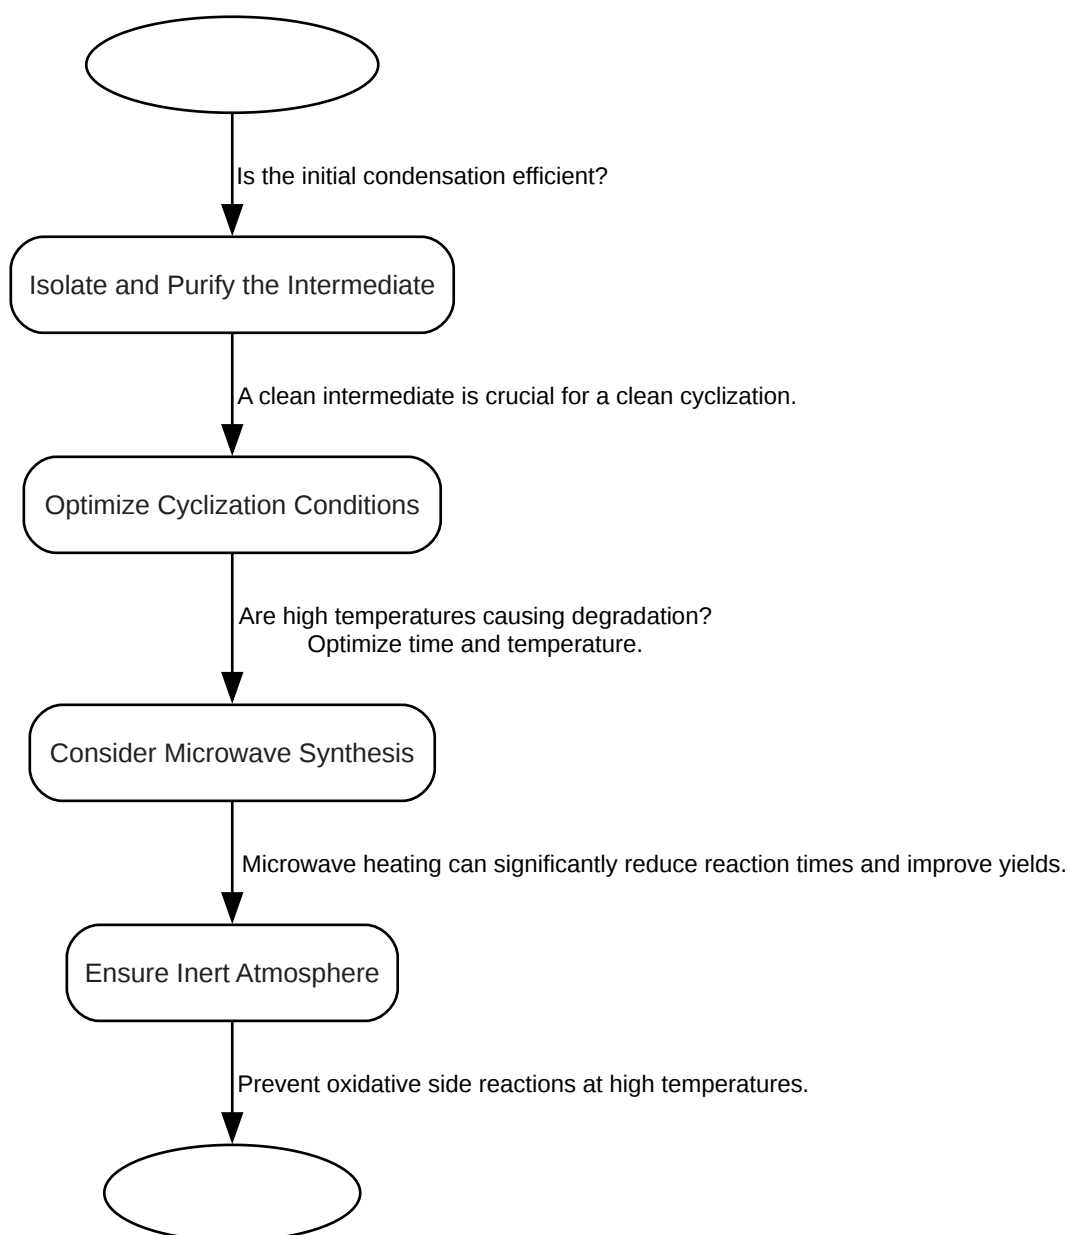 Is the initial condensation efficient?
Isolate and Purify the Intermediate
A clean intermediate is crucial for a clean cyclization.
Optimize Cyclization Conditions
Are high temperatures causing degradation?
Optimize time and temperature.
Consider Microwave Synthesis
Microwave heating can significantly reduce reaction times and improve yields.
Ensure Inert Atmosphere
Prevent oxidative side reactions at high temperatures.